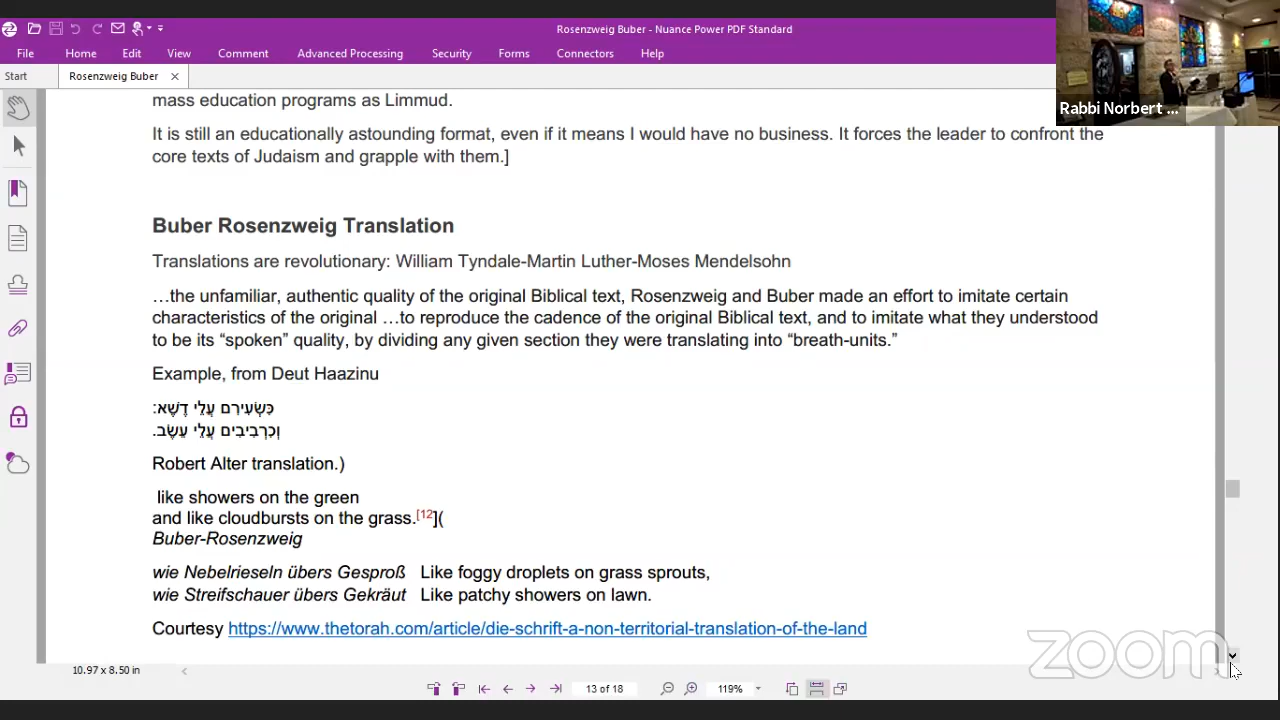 Rosenzweig Buber - Nuance Power PDF Standard
File Home Edit View Comment Advanced Processing Security Forms Connectors Help
Start Rosenzweig Buber
Rabbi Norbert ...
mass education programs as Limmud.
It is still an educationally astounding format, even if it means I would have no business. It forces the leader to confront the
core texts of Judaism and grapple with them.]
Buber Rosenzweig Translation
Translations are revolutionary: William Tyndale-Martin Luther-Moses Mendelsohn
…the unfamiliar, authentic quality of the original Biblical text, Rosenzweig and Buber made an effort to imitate certain
characteristics of the original …to reproduce the cadence of the original Biblical text, and to imitate what they understood
to be its “spoken” quality, by dividing any given section they were translating into “breath-units.”
Example, from Deut Haazinu
כִּשְׂעִירִם עֲלֵי דֶשֶׁא׃
וְכִרְבִיבִים עֲלֵי עֵשֶׂב.
Robert Alter translation.)
like showers on the green
and like cloudbursts on the grass.[12]](
Buber-Rosenzweig
wie Nebelrieseln übers Gesproß Like foggy droplets on grass sprouts,
wie Streifschauer übers Gekräut Like patchy showers on lawn.
Courtesy https://www.thetorah.com/article/die-schrift-a-non-territorial-translation-of-the-land
zoom
10.97 x 8.50 in
13 of 18 119%